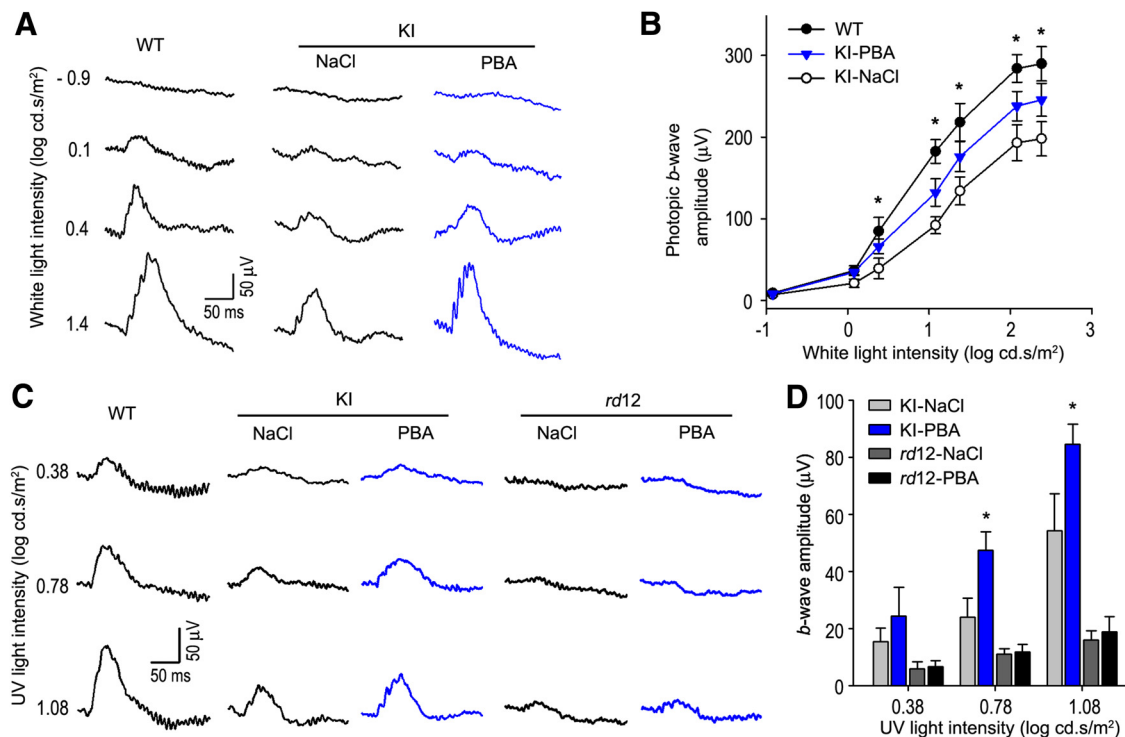 A
WT
KI
NaCl
PBA
White light intensity (log cd.s/m²)
- 0.9
0.1
0.4
1.4
50 µV
50 ms
B
WT
KI-PBA
KI-NaCl
* * * * *
Photopic b-wave
amplitude (µV)
300
200
100
0
-1 0 1 2 3
White light intensity (log cd.s/m²)
C
WT
KI
rd12
NaCl
PBA
NaCl
PBA
UV light intensity (log cd.s/m²)
0.38
0.78
1.08
50 µV
50 ms
D
KI-NaCl
KI-PBA
rd12-NaCl
rd12-PBA
* *
b-wave amplitude (µV)
100
80
60
40
20
0
0.38 0.78 1.08
UV light intensity (log cd.s/m²)